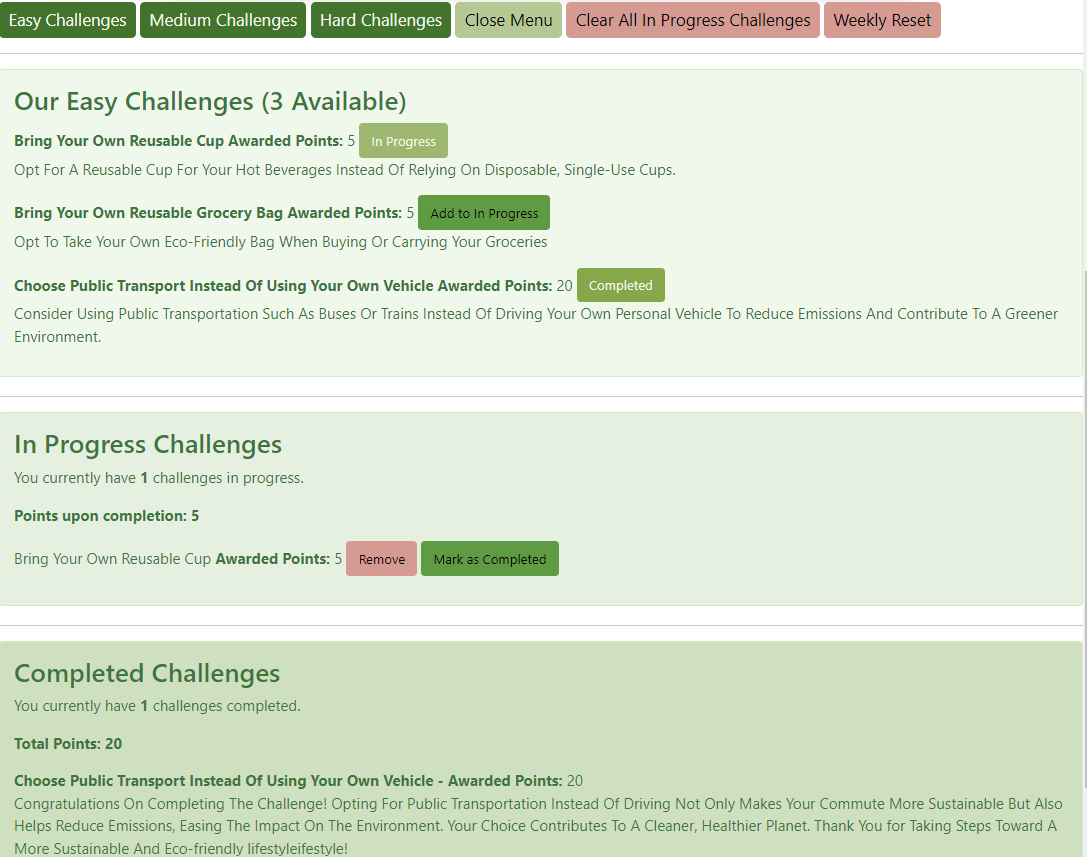 Easy Challenges Medium Challenges Hard Challenges Close Menu Clear All In Progress Challenges Weekly Reset
Our Easy Challenges (3 Available)
Bring Your Own Reusable Cup Awarded Points: 5 In Progress
Opt For A Reusable Cup For Your Hot Beverages Instead Of Relying On Disposable, Single-Use Cups.
Bring Your Own Reusable Grocery Bag Awarded Points: 5 Add to In Progress
Opt To Take Your Own Eco-Friendly Bag When Buying Or Carrying Your Groceries
Choose Public Transport Instead Of Using Your Own Vehicle Awarded Points: 20 Completed
Consider Using Public Transportation Such As Buses Or Trains Instead Of Driving Your Own Personal Vehicle To Reduce Emissions And Contribute To A Greener
Environment.
In Progress Challenges
You currently have 1 challenges in progress.
Points upon completion: 5
Bring Your Own Reusable Cup Awarded Points: 5 Remove Mark as Completed
Completed Challenges
You currently have 1 challenges completed.
Total Points: 20
Choose Public Transport Instead Of Using Your Own Vehicle - Awarded Points: 20
Congratulations On Completing The Challenge! Opting For Public Transportation Instead Of Driving Not Only Makes Your Commute More Sustainable But Also
Helps Reduce Emissions, Easing The Impact On The Environment. Your Choice Contributes To A Cleaner, Healthier Planet. Thank You for Taking Steps Toward A
More Sustainable And Eco-friendly lifestyleifestyle!